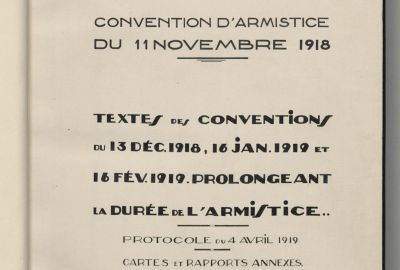 CONVENTION D'ARMISTICE
DU 11 NOVEMBRE 1918
TEXTES DES CONVENTIONS
DU 13 DÉC. 1918, 16 JAN. 1919 ET
16 FÉV. 1919. PROLONGEANT
LA DURÉE DE L'ARMISTICE..
PROTOCOLE DU 4 AVRIL 1919
CARTES ET RAPPORTS ANNEXES.